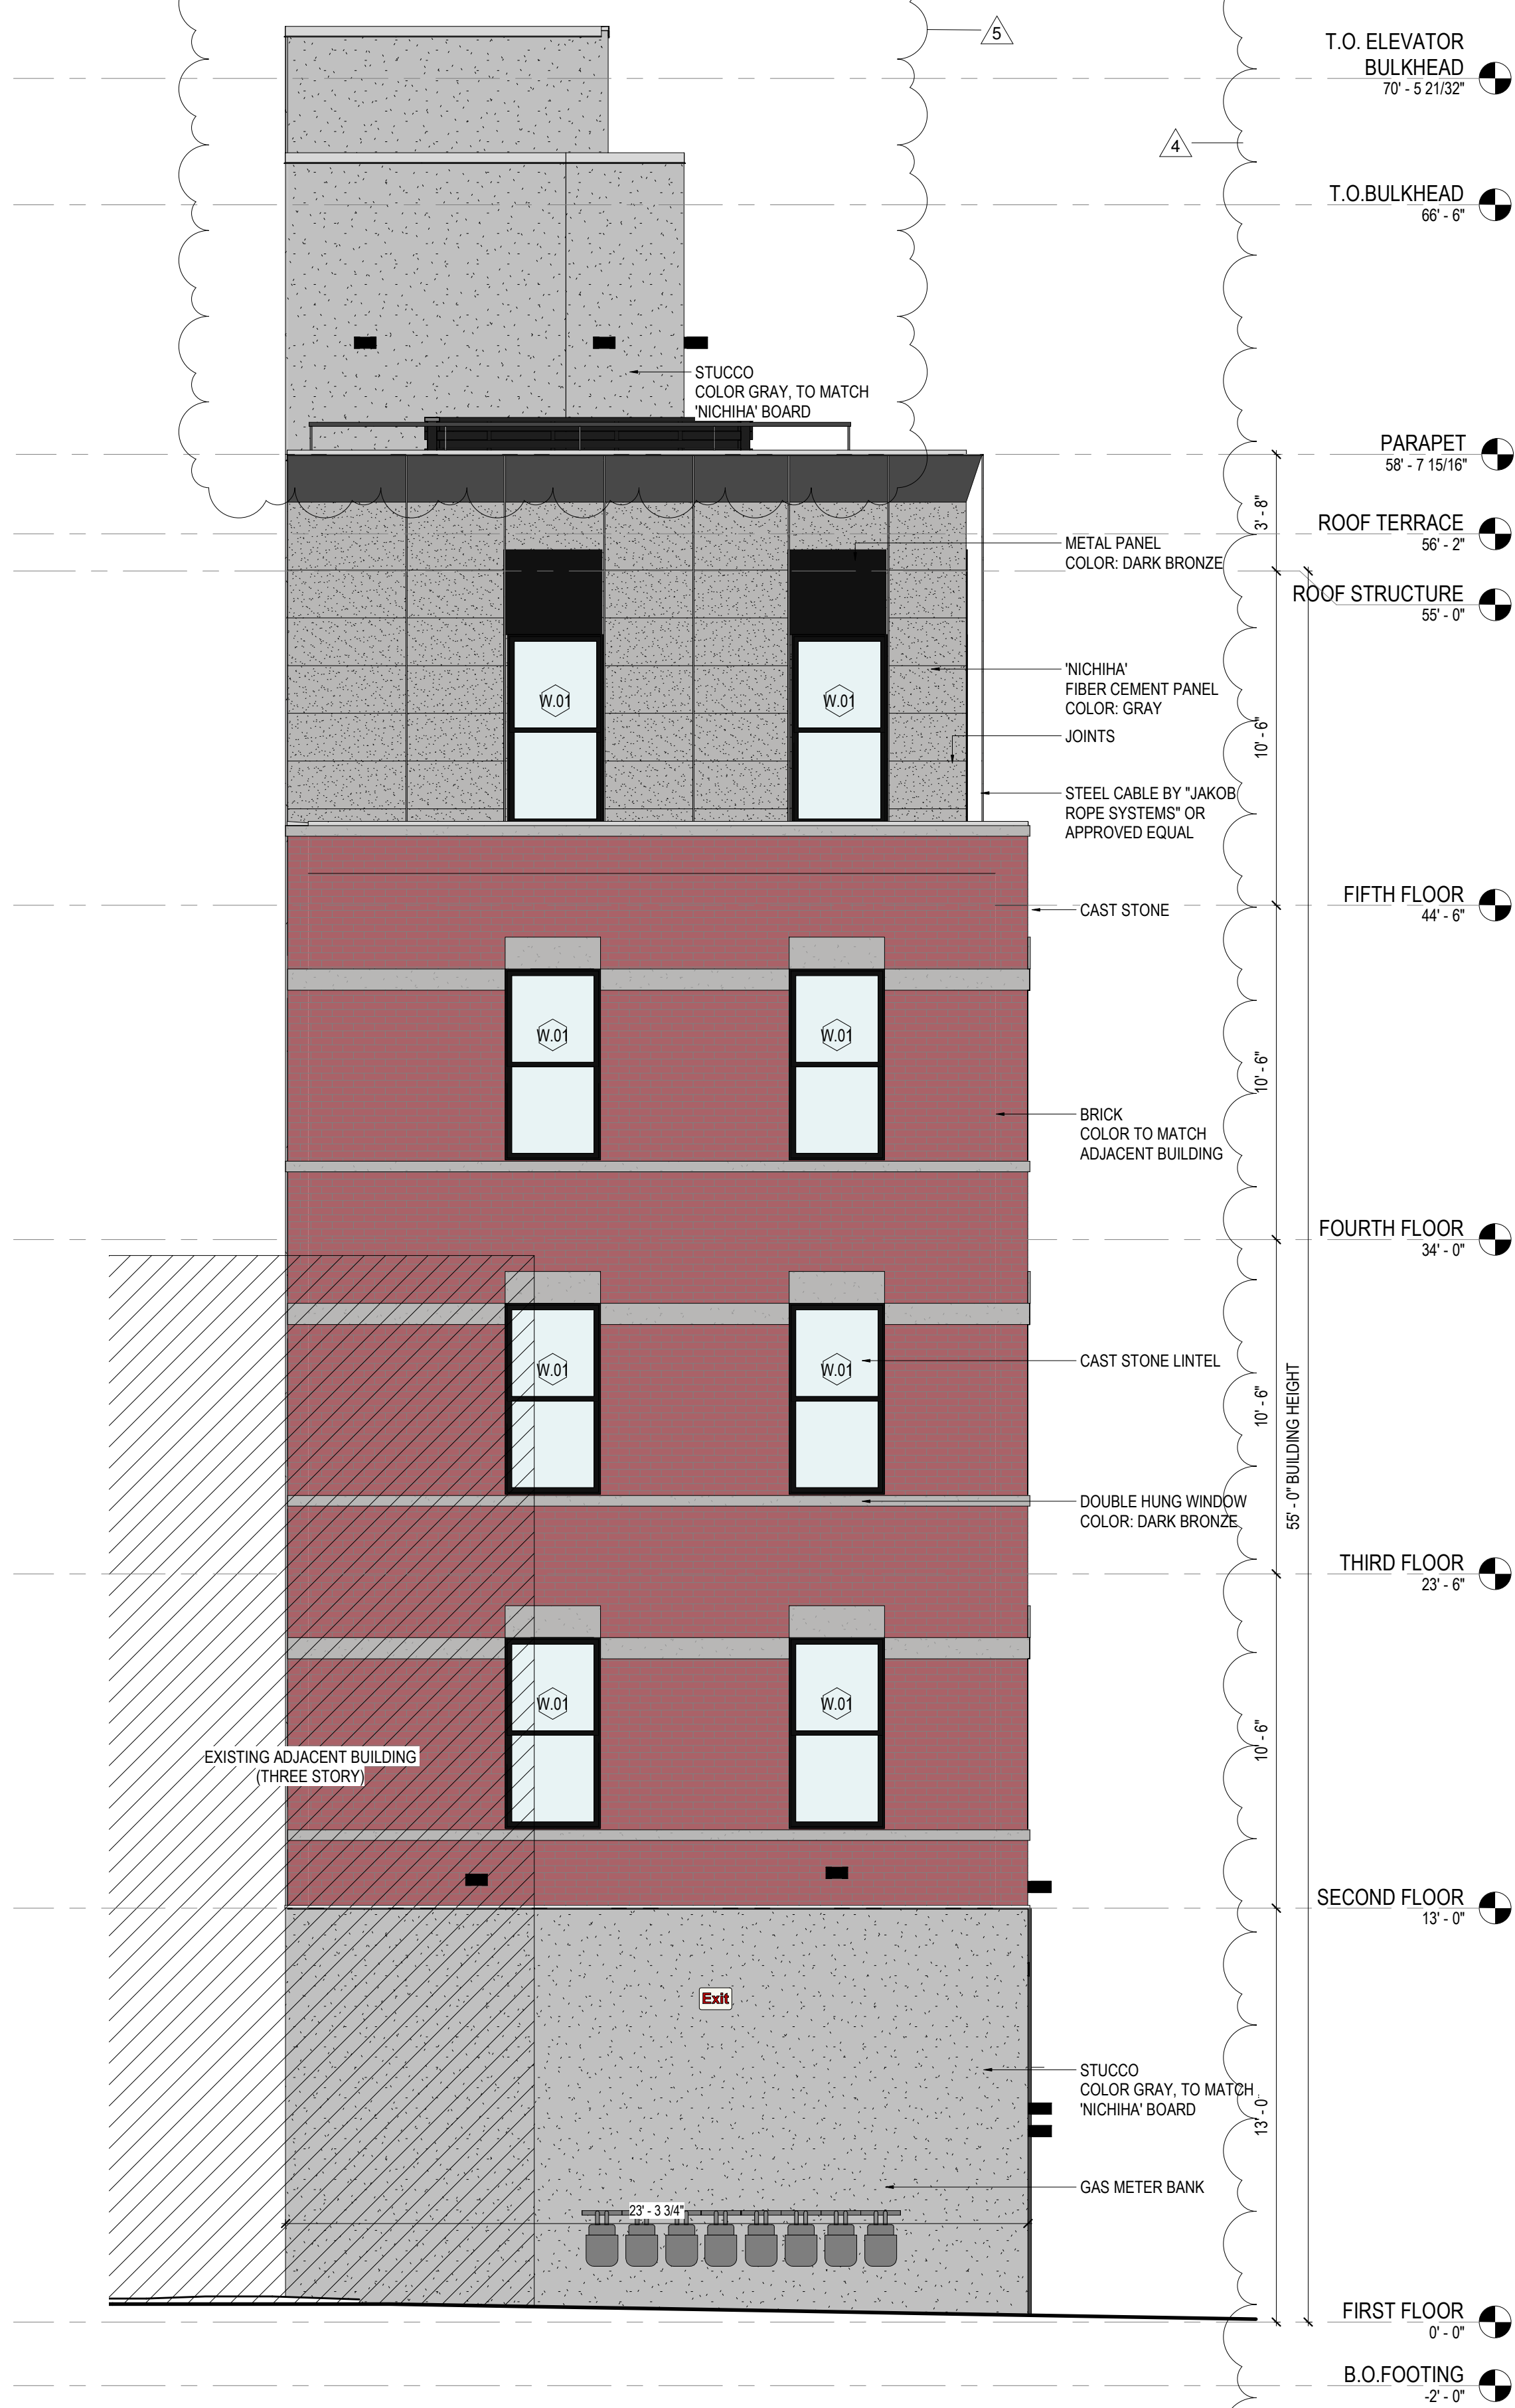 5
T.O. ELEVATOR
BULKHEAD
70' - 5 21/32"
4
T.O.BULKHEAD
66' - 6"
STUCCO
COLOR GRAY, TO MATCH
'NICHIHA' BOARD
PARAPET
58' - 7 15/16"
3' - 8"
ROOF TERRACE
56' - 2"
METAL PANEL
COLOR: DARK BRONZE
ROOF STRUCTURE
55' - 0"
'NICHIHA'
FIBER CEMENT PANEL
COLOR: GRAY
W.01
W.01
JOINTS
10' - 6"
STEEL CABLE BY "JAKOB
ROPE SYSTEMS" OR
APPROVED EQUAL
FIFTH FLOOR
44' - 6"
CAST STONE
W.01
W.01
10' - 6"
BRICK
COLOR TO MATCH
ADJACENT BUILDING
FOURTH FLOOR
34' - 0"
CAST STONE LINTEL
W.01
W.01
10' - 6"
55' - 0" BUILDING HEIGHT
DOUBLE HUNG WINDOW
COLOR: DARK BRONZE
THIRD FLOOR
23' - 6"
W.01
W.01
10' - 6"
EXISTING ADJACENT BUILDING
(THREE STORY)
SECOND FLOOR
13' - 0"
Exit
STUCCO
COLOR GRAY, TO MATCH
'NICHIHA' BOARD
13' - 0"
GAS METER BANK
23' - 3 3/4"
FIRST FLOOR
0' - 0"
B.O.FOOTING
-2' - 0"